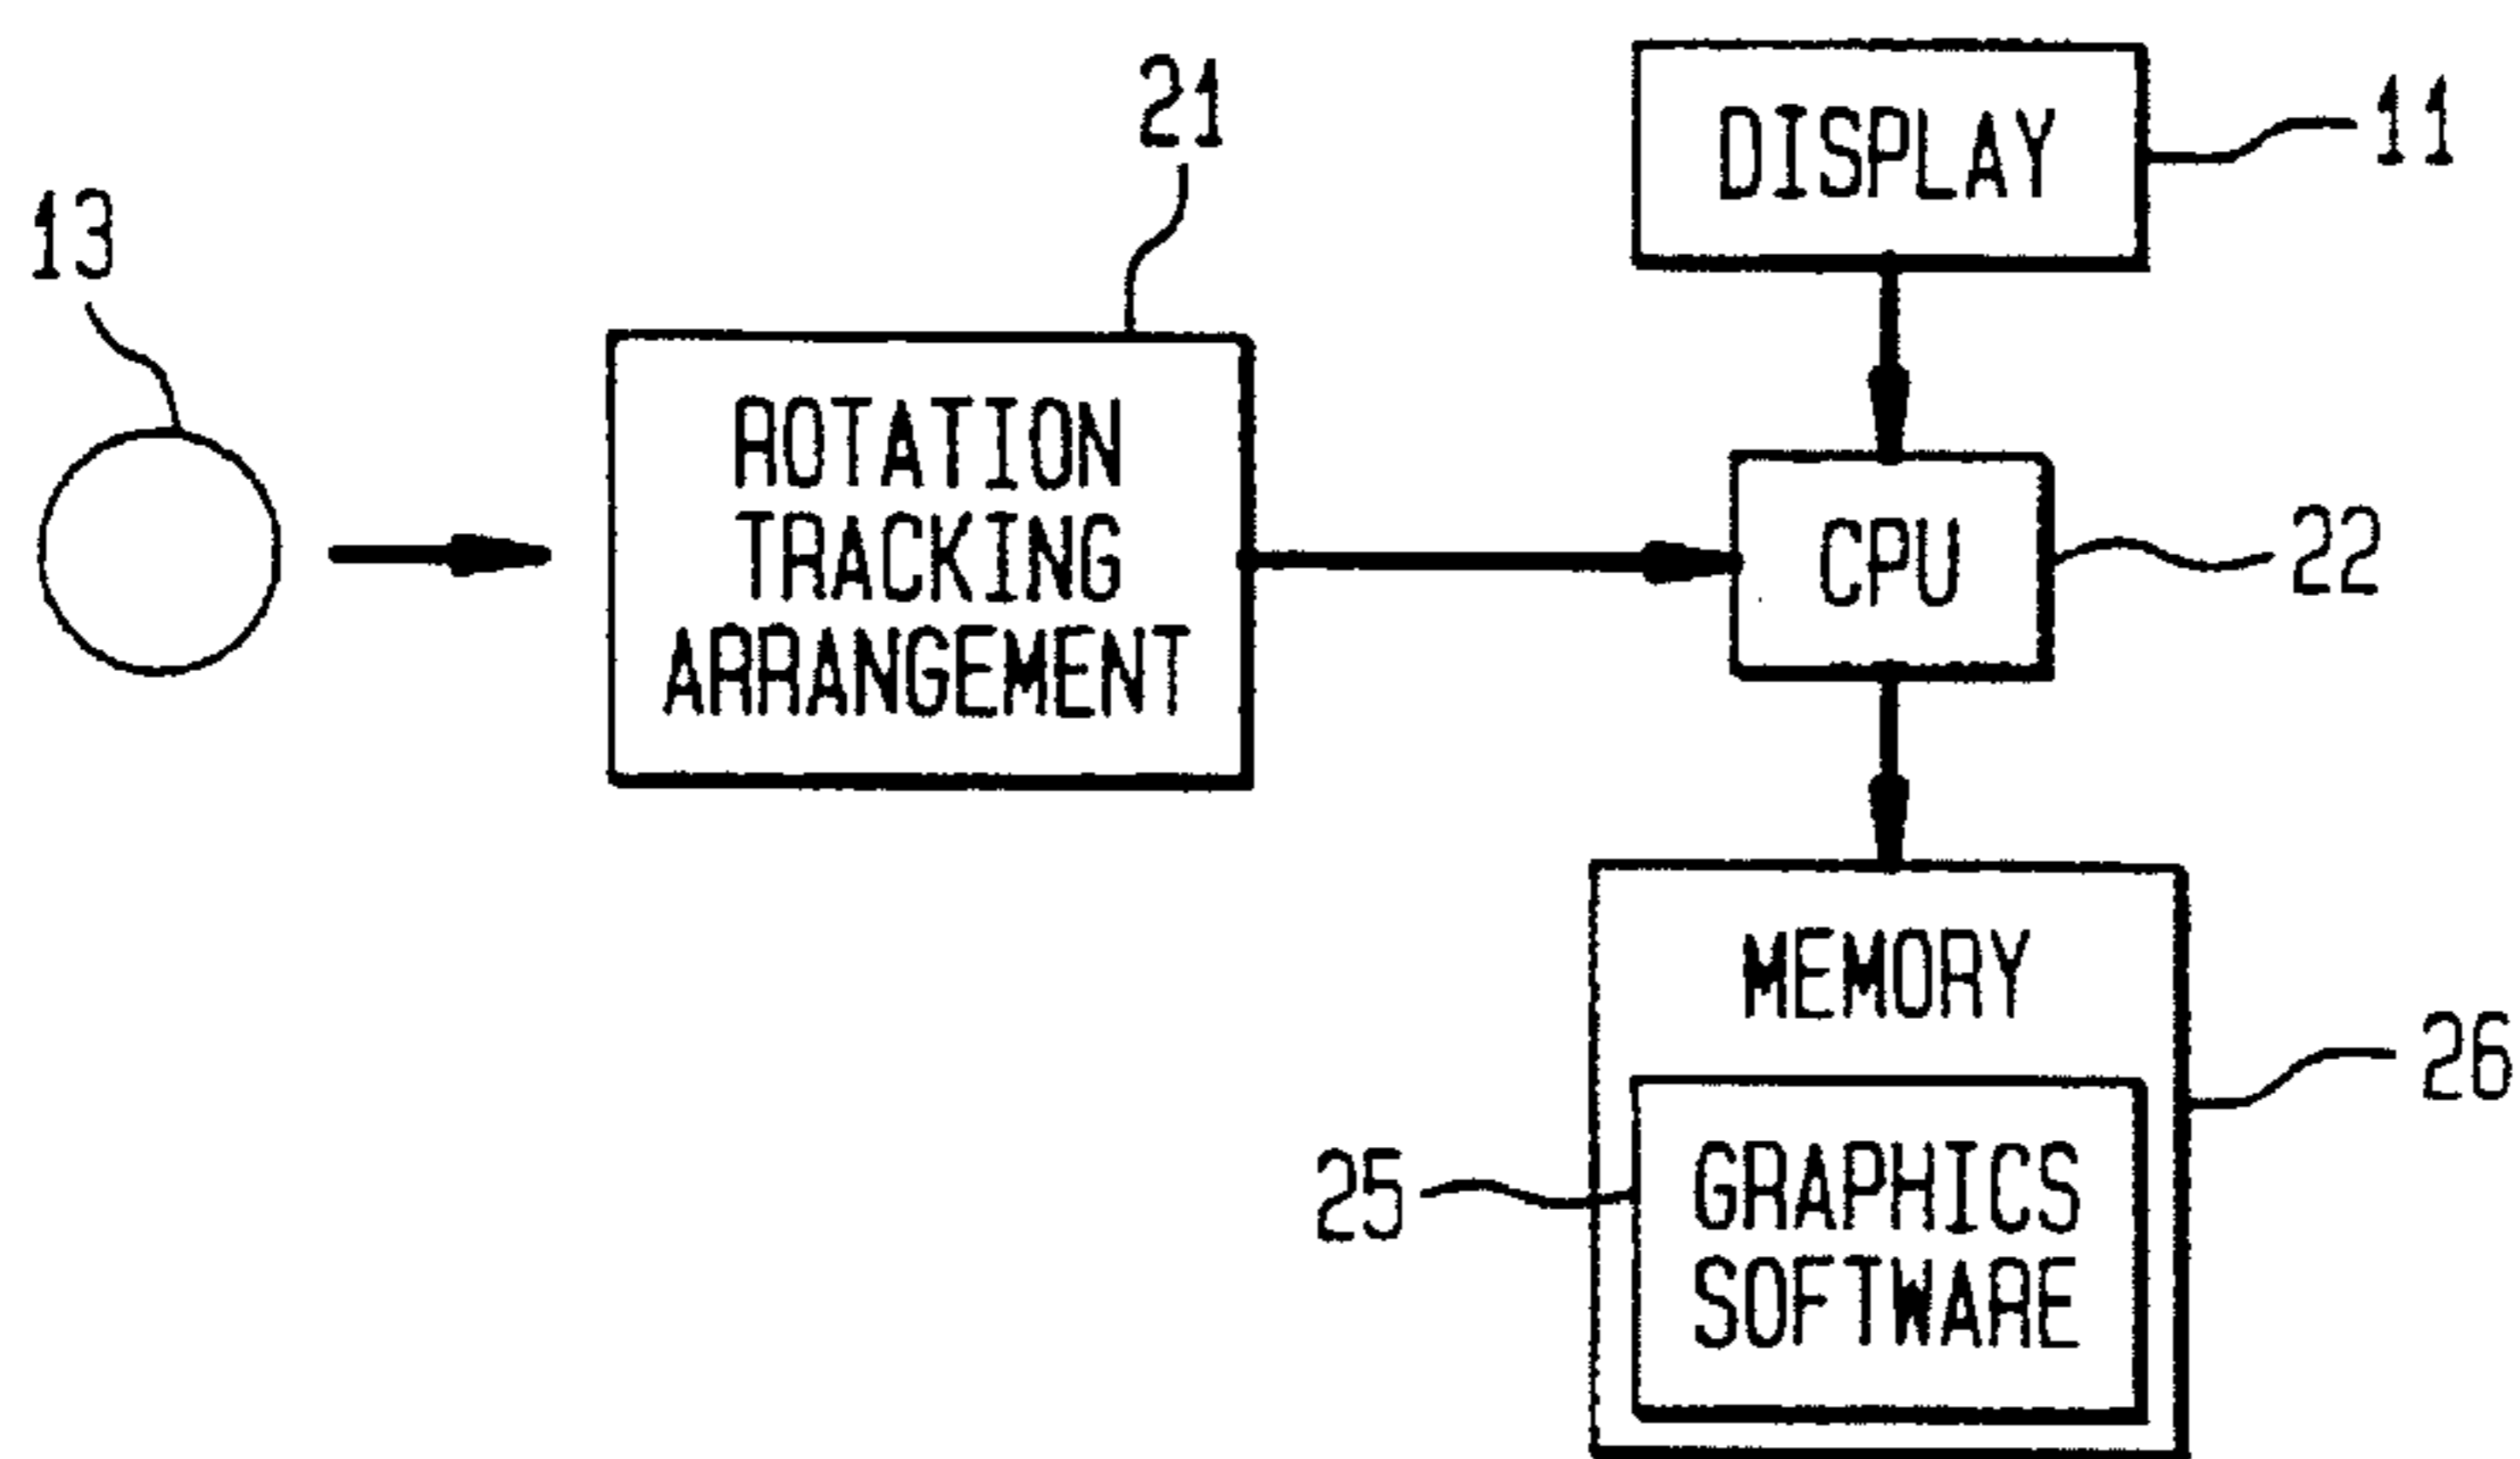 21
DISPLAY
11
13
ROTATION
TRACKING
ARRANGEMENT
CPU
22
MEMORY
26
25
GRAPHICS
SOFTWARE